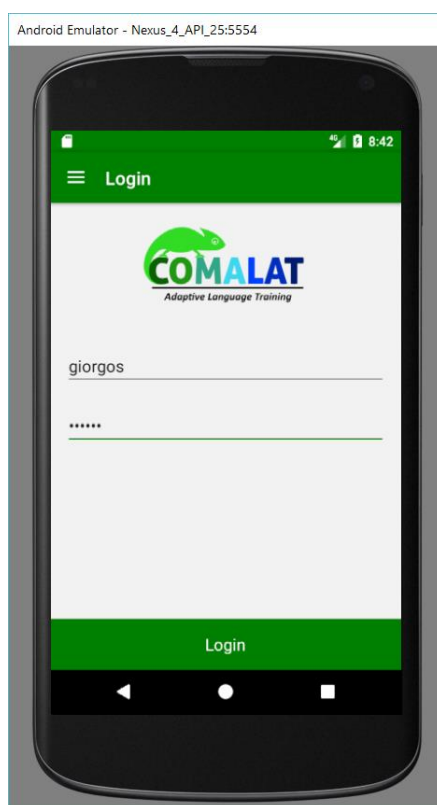 Android Emulator - Nexus_4_API_25:5554
4G 8:42
Login
COMALAT
Adaptive Language Training
giorgos
••••••
Login